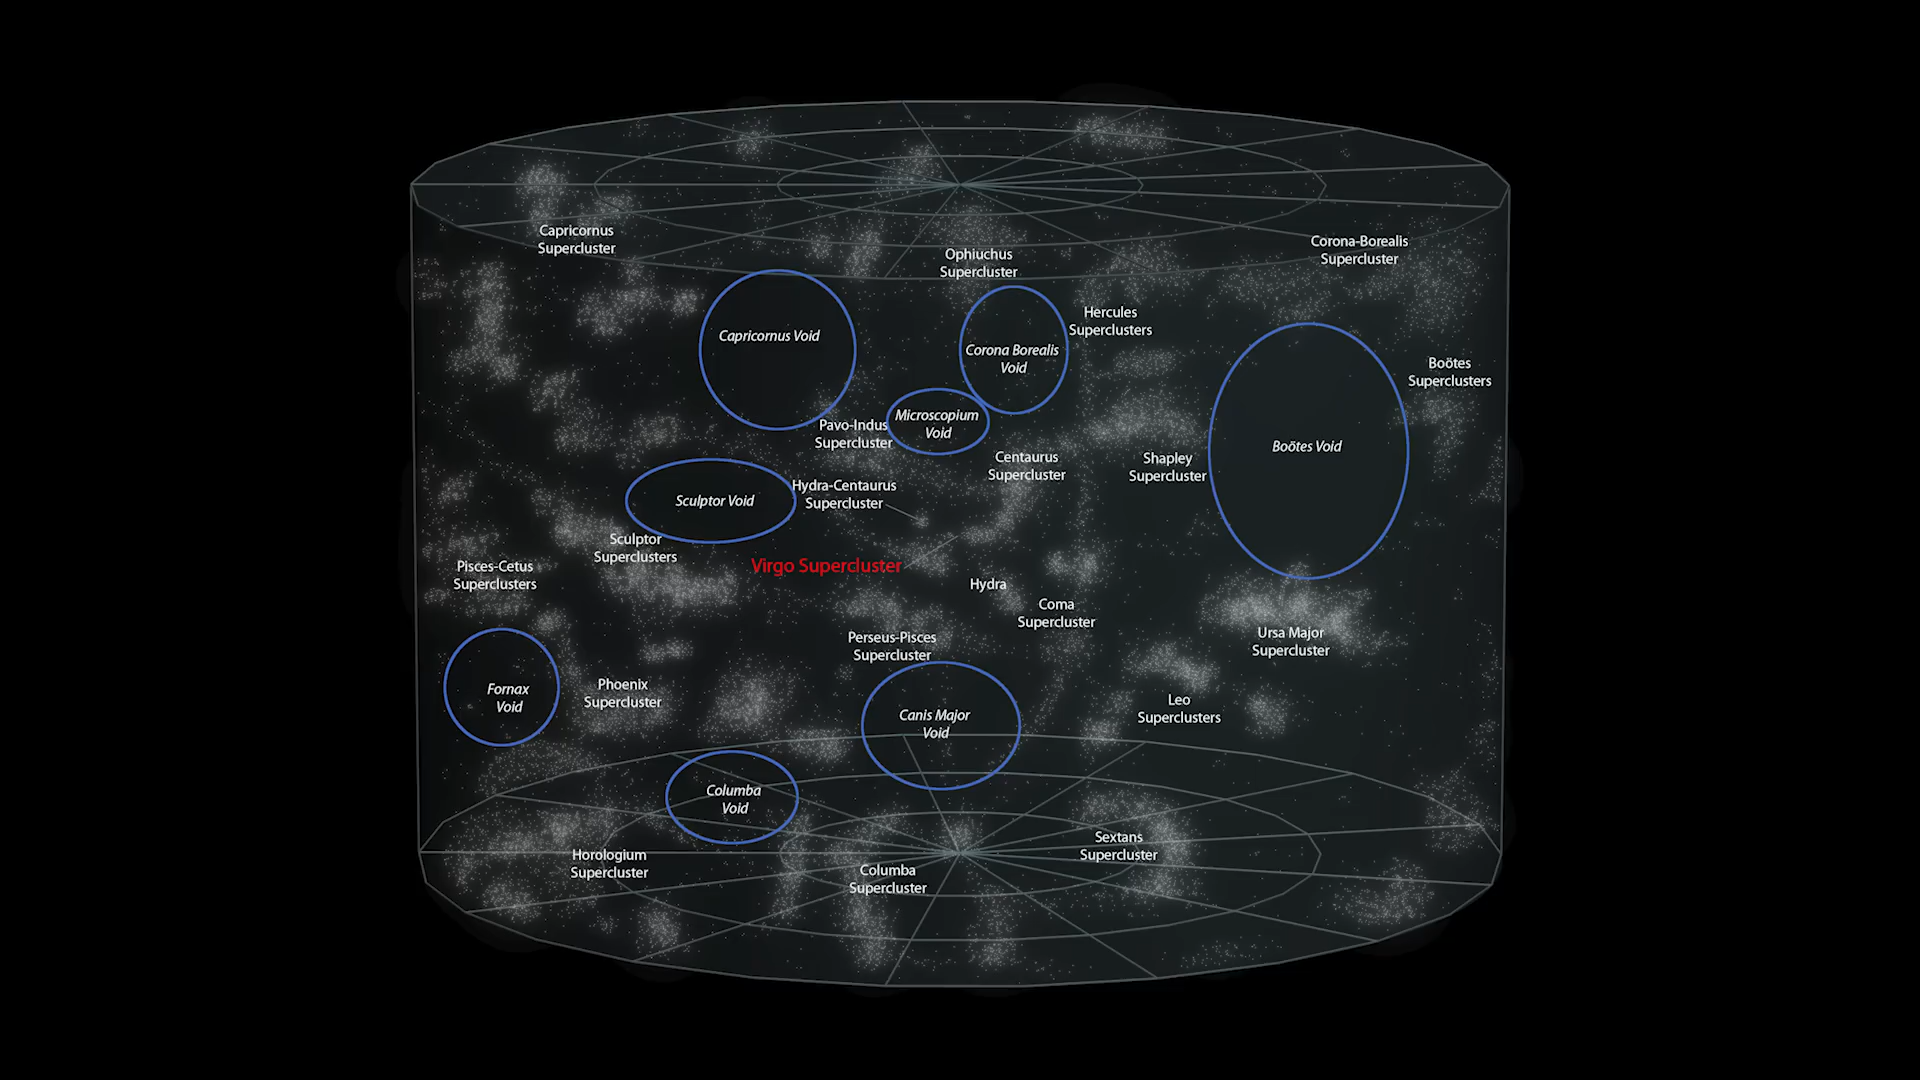 Capricornus
Supercluster
Corona-Borealis
Supercluster
Ophiuchus
Supercluster
Hercules
Superclusters
Capricornus Void
Corona Borealis
Void
Boötes
Superclusters
Microscopium
Void
Pavo-Indus
Supercluster
Boötes Void
Centaurus
Supercluster
Shapley
Supercluster
Hydra-Centaurus
Supercluster
Sculptor Void
Sculptor
Superclusters
Virgo Supercluster
Pisces-Cetus
Superclusters
Hydra
Coma
Supercluster
Perseus-Pisces
Supercluster
Ursa Major
Supercluster
Fornax
Void
Phoenix
Supercluster
Leo
Superclusters
Canis Major
Void
Columba
Void
Sextans
Supercluster
Horologium
Supercluster
Columba
Supercluster